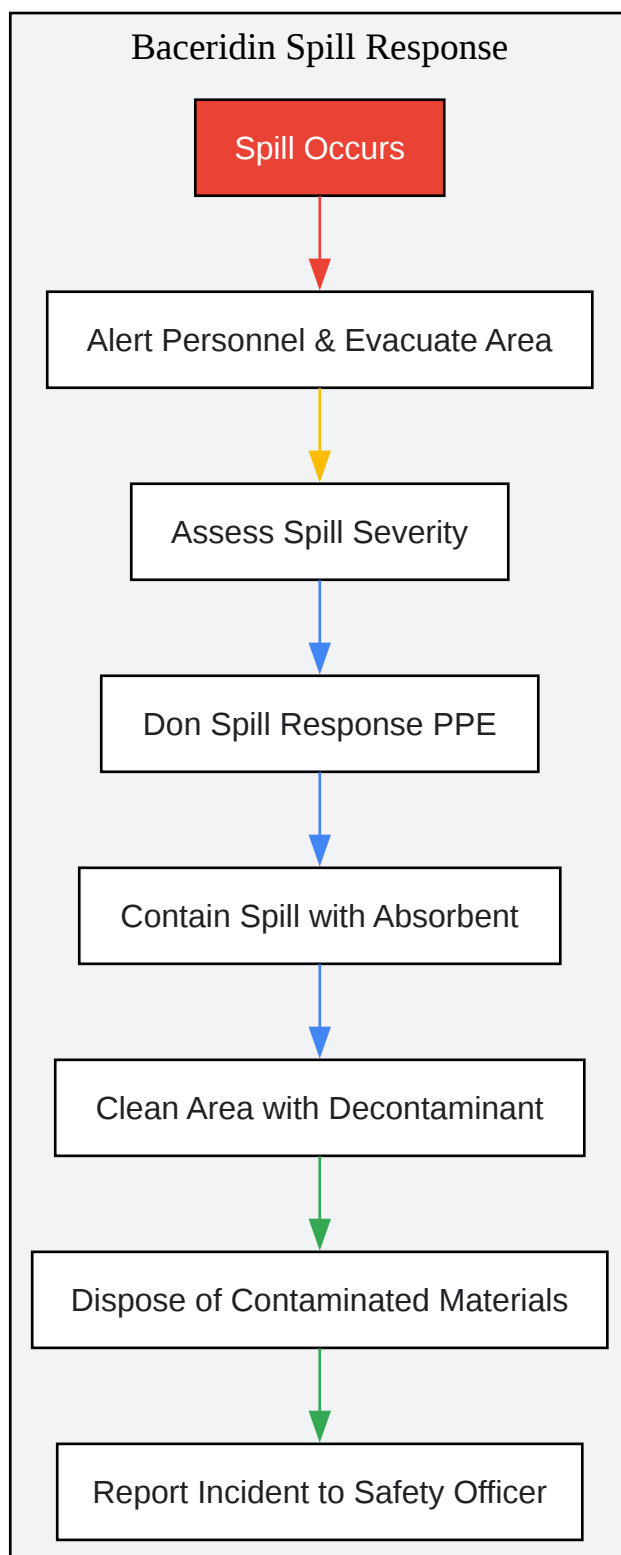 Baceridin Spill Response
Spill Occurs
Alert Personnel & Evacuate Area
Assess Spill Severity
Don Spill Response PPE
Contain Spill with Absorbent
Clean Area with Decontaminant
Dispose of Contaminated Materials
Report Incident to Safety Officer